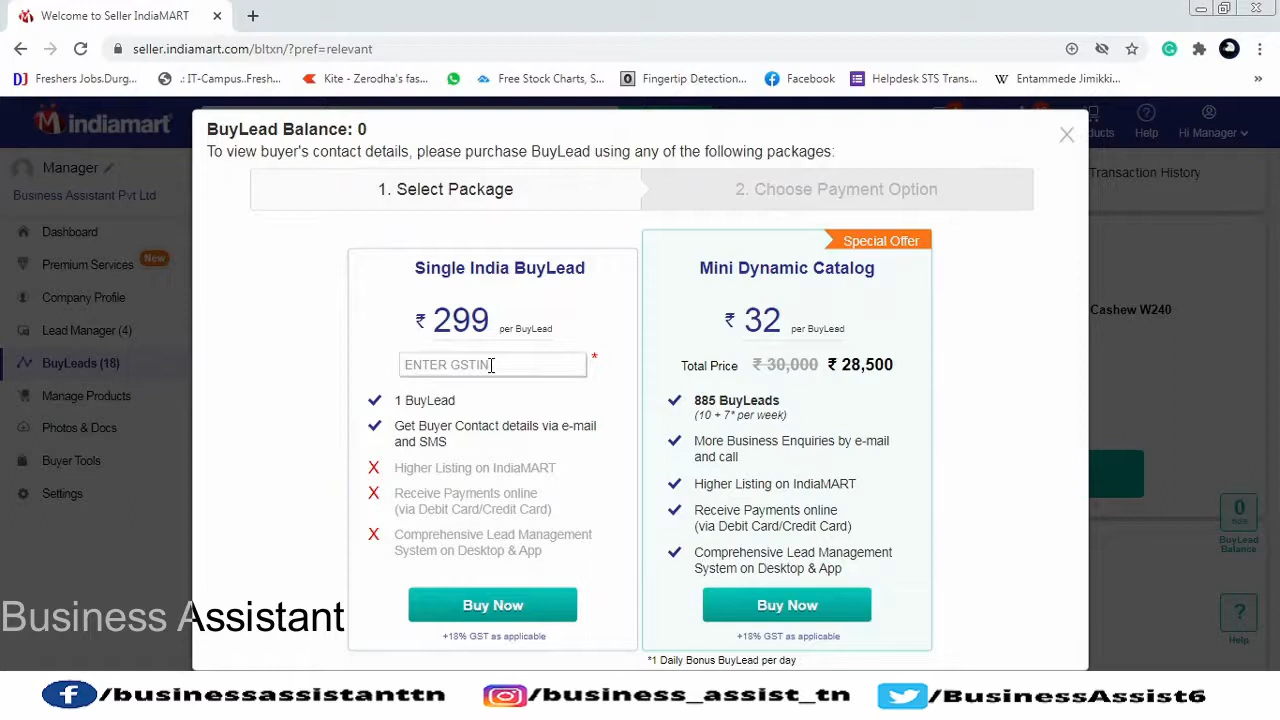 Welcome to Seller IndiaMART
seller.indiamart.com/bltxn/?pref=relevant
Freshers Jobs.Durg...
.: IT-Campus..Fresh...
Kite - Zerodha's fas...
Free Stock Charts, S...
Fingertip Detection...
Facebook
Helpdesk STS Trans...
Entammede Jimikki...
indiamart
Help
Hi Manager
Manager
Business Assistant Pvt Ltd
Dashboard
Premium Services New
Company Profile
Lead Manager (4)
BuyLeads (18)
Manage Products
Photos & Docs
Buyer Tools
Settings
Transaction History
Cashew W240
BuyLead Balance: 0
To view buyer's contact details, please purchase BuyLead using any of the following packages:
1. Select Package
2. Choose Payment Option
Single India BuyLead
₹ 299 per BuyLead
ENTER GSTIN *
1 BuyLead
Get Buyer Contact details via e-mail
and SMS
X Higher Listing on IndiaMART
X Receive Payments online
(via Debit Card/Credit Card)
X Comprehensive Lead Management
System on Desktop & App
Buy Now
+18% GST as applicable
Special Offer
Mini Dynamic Catalog
₹ 32 per BuyLead
Total Price ₹ 30,000 ₹ 28,500
885 BuyLeads
(10 + 7* per week)
More Business Enquiries by e-mail
and call
Higher Listing on IndiaMART
Receive Payments online
(via Debit Card/Credit Card)
Comprehensive Lead Management
System on Desktop & App
Buy Now
+18% GST as applicable
*1 Daily Bonus BuyLead per day
0
BuyLead
Balance
?
Help
Business Assistant
/businessassistanttn
/business_assist_tn
/BusinessAssist6